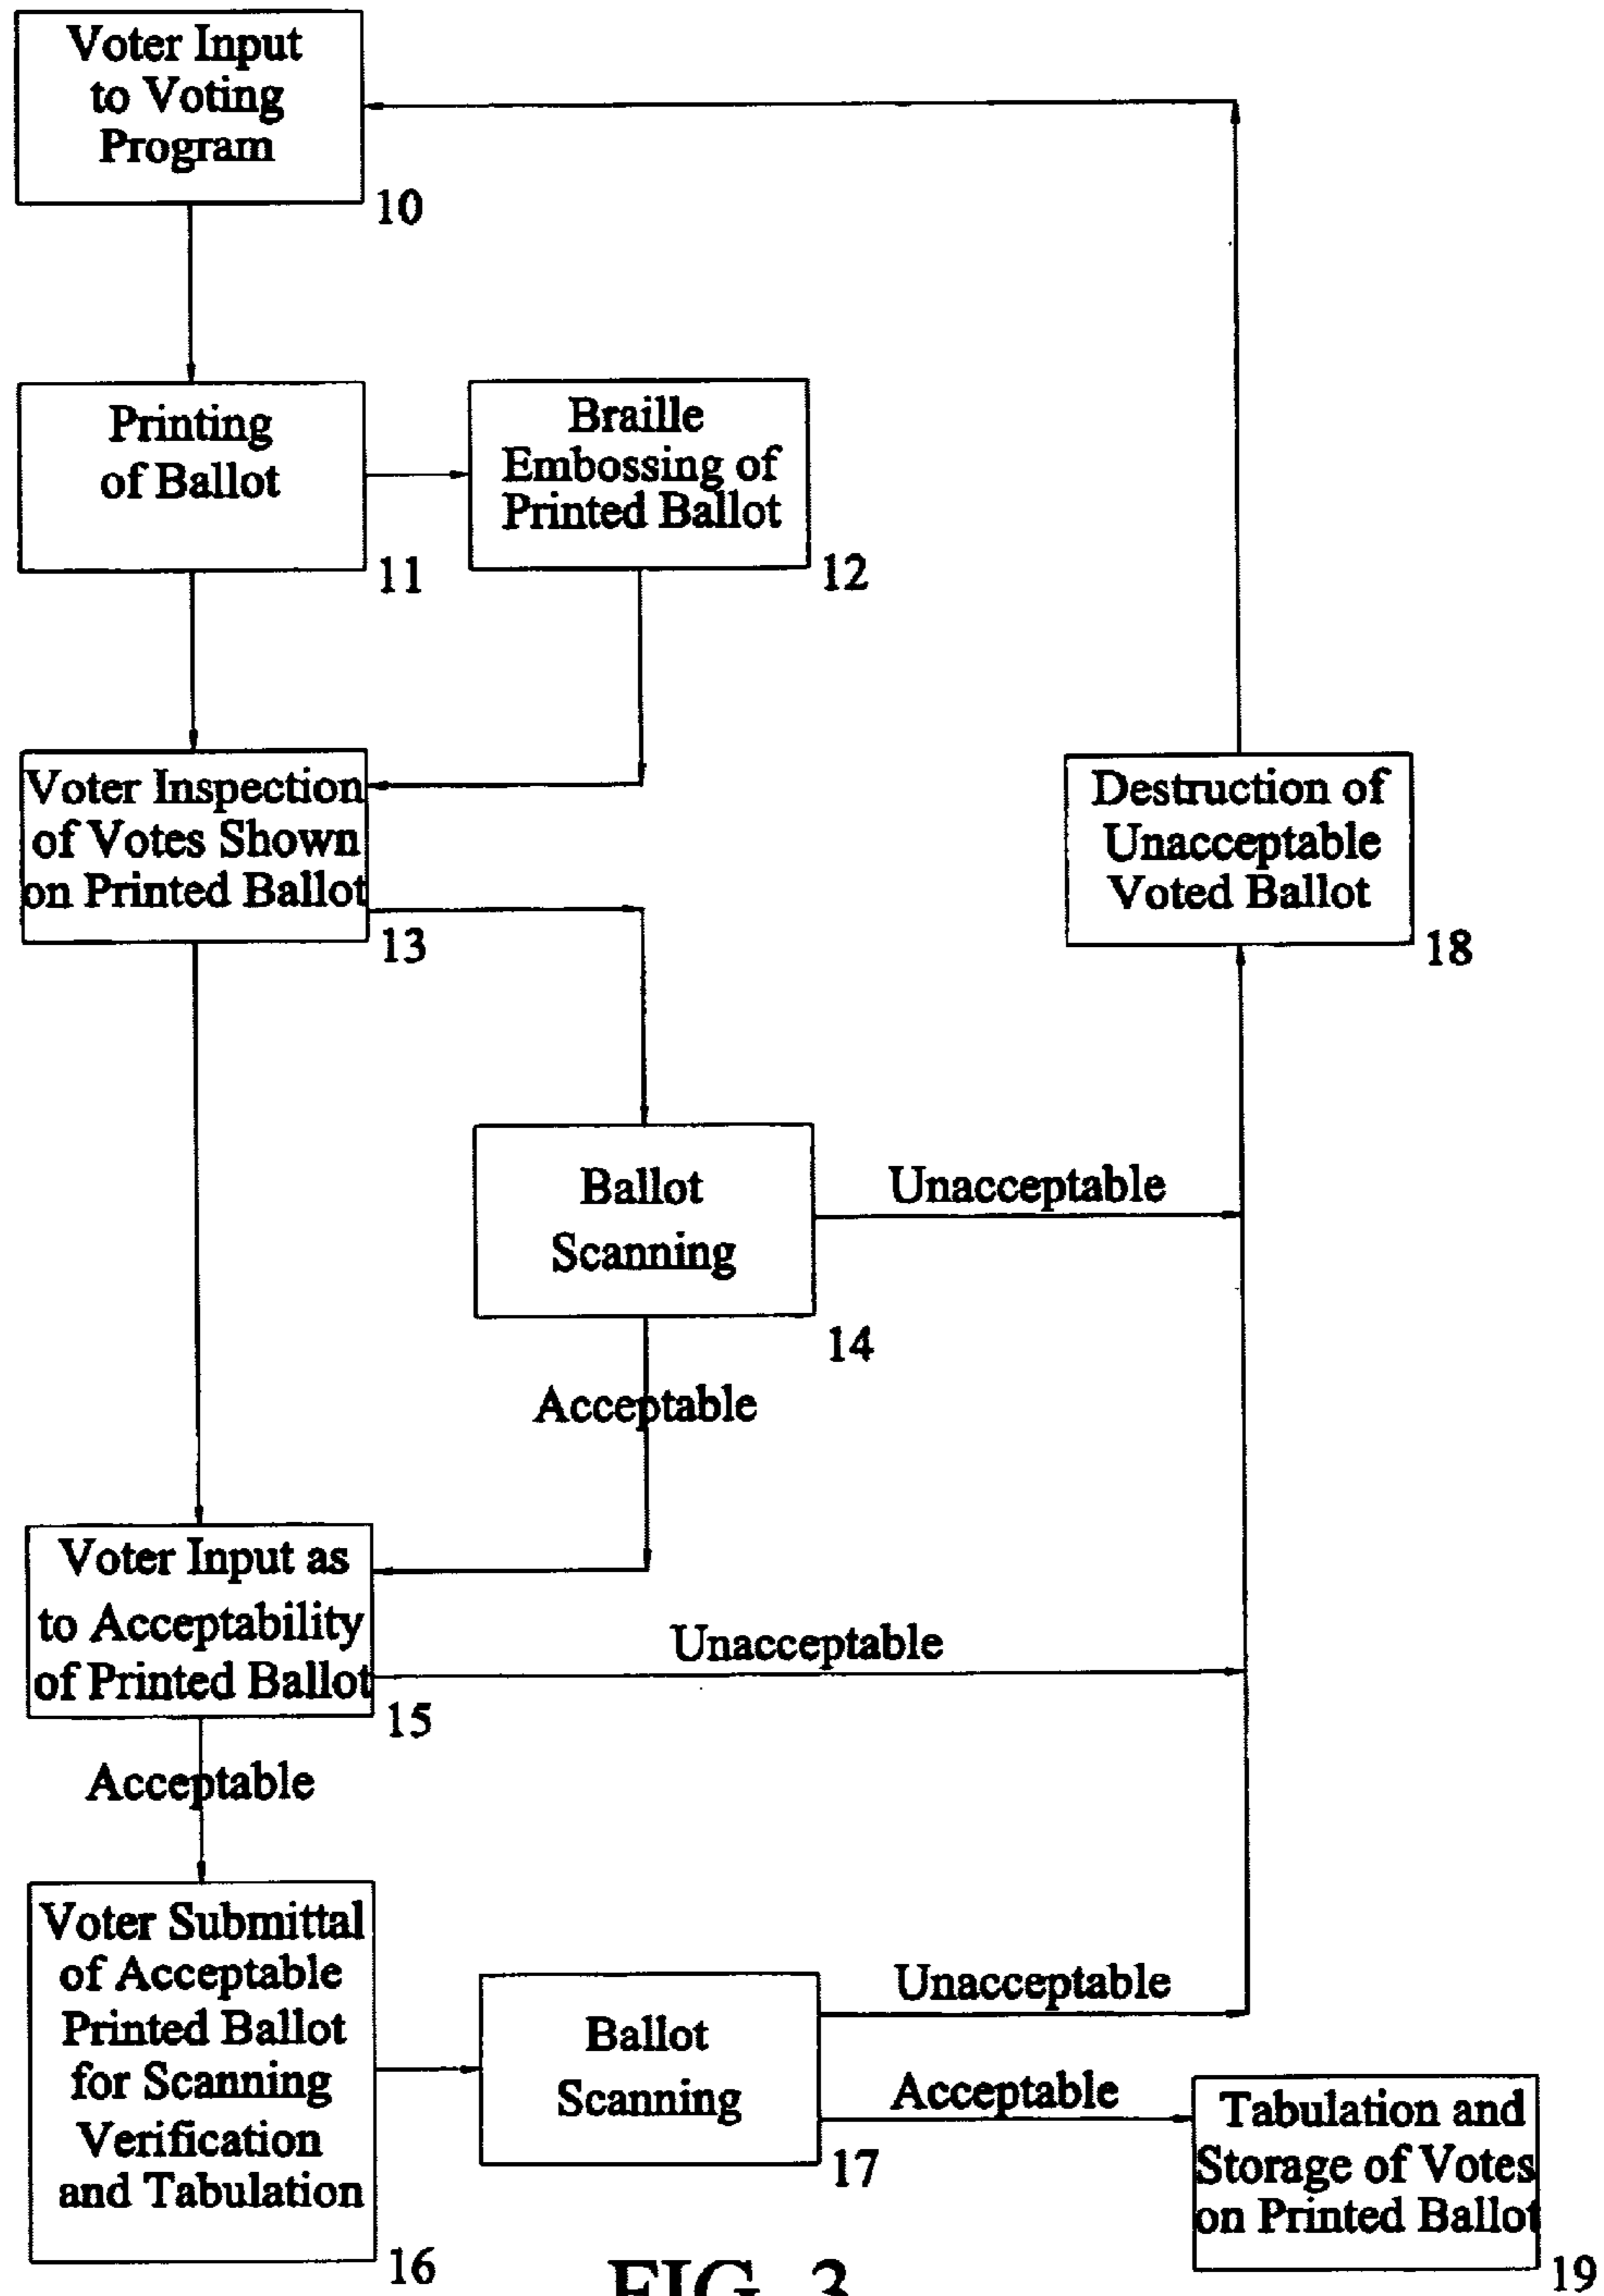 Voter Input
to Voting
Program
10
Printing
of Ballot
11
Braille
Embossing of
Printed Ballot
12
Voter Inspection
of Votes Shown
on Printed Ballot
13
Destruction of
Unacceptable
Voted Ballot
18
Ballot
Scanning
14
Unacceptable
Acceptable
Voter Input as
to Acceptability
of Printed Ballot
15
Unacceptable
Acceptable
Voter Submittal
of Acceptable
Printed Ballot
for Scanning
Verification
and Tabulation
16
Ballot
Scanning
17
Unacceptable
Acceptable
Tabulation and
Storage of Votes
on Printed Ballot
19
FIG. 3